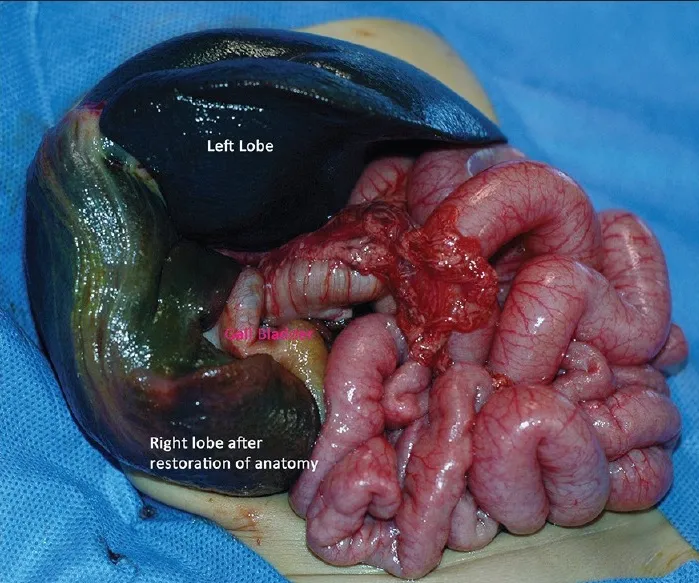 Left Lobe
Gall Bladder
Right lobe after
restoration of anatomy